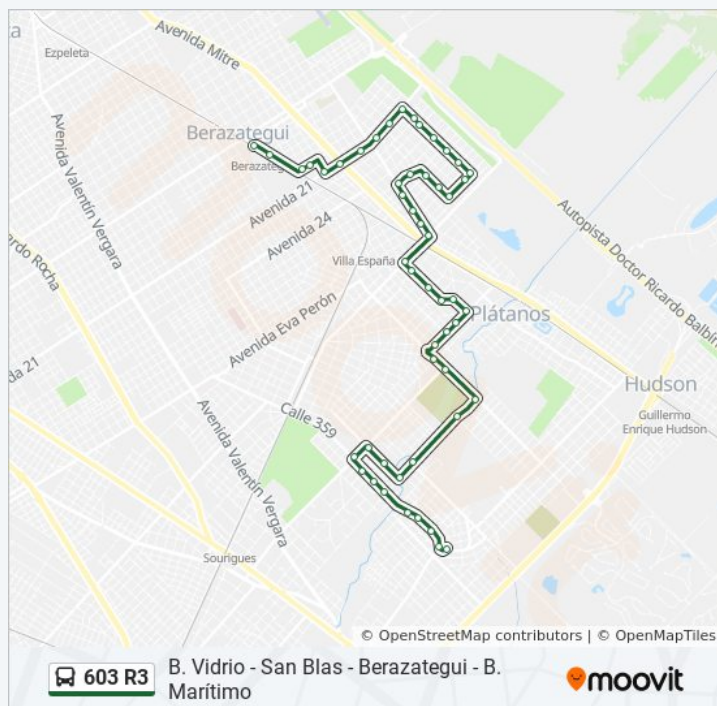 ta
Ezpeleta
Avenida Mitre
Berazategui
Berazategui
Avenida 21
Avenida 24
Avenida Valentín Vergara
Autopista Doctor Ricardo Balbín
ardo Rocha
Villa España
Plátanos
Avenida Eva Perón
da 21
Hudson
Guillermo
Enrique Hudson
Calle 359
Avenida Valentín Vergara
Sourigues
© OpenStreetMap contributors | © OpenMapTiles
603 R3
B. Vidrio - San Blas - Berazategui - B.
Marítimo
moovit